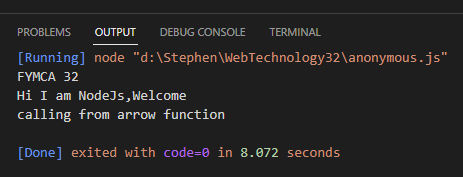 PROBLEMS OUTPUT DEBUG CONSOLE TERMINAL
[Running] node "d:\Stephen\WebTechnology32\anonymous.js"
FYMCA 32
Hi I am NodeJs,Welcome
calling from arrow function
[Done] exited with code=0 in 8.072 seconds